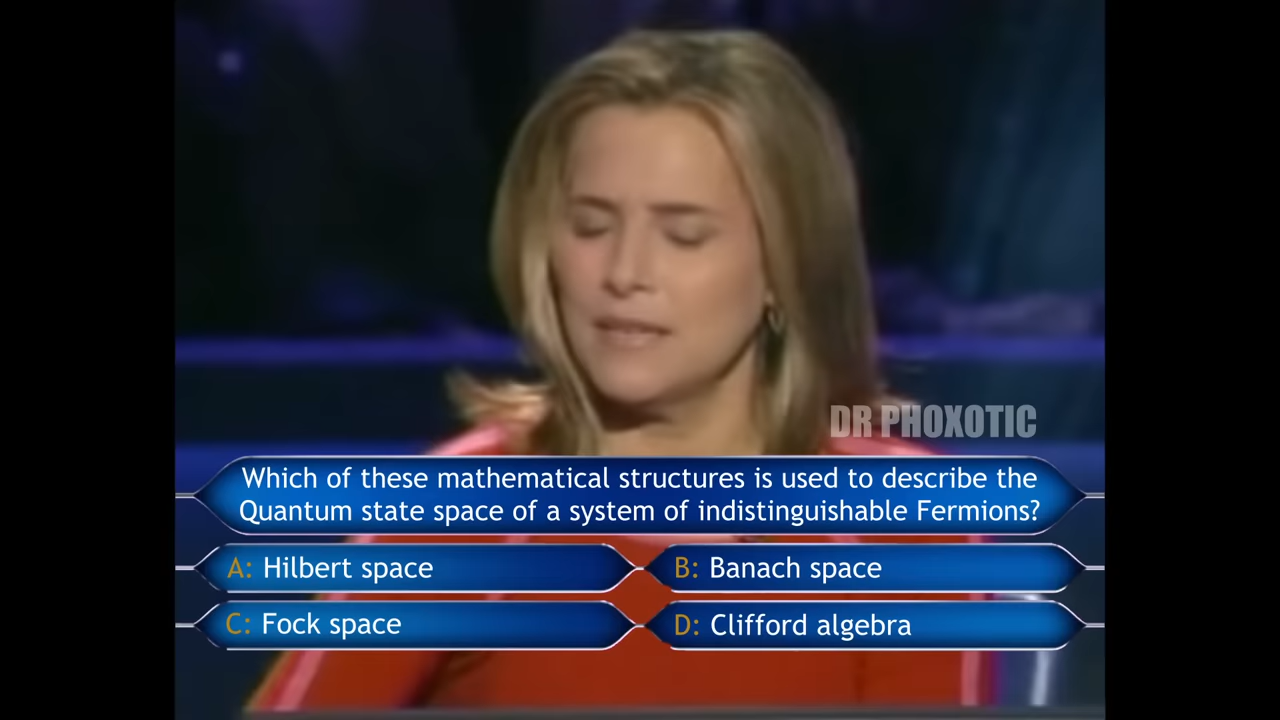 DR PHOXOTIC
Which of these mathematical structures is used to describe the
Quantum state space of a system of indistinguishable Fermions?
A: Hilbert space
B: Banach space
C: Fock space
D: Clifford algebra